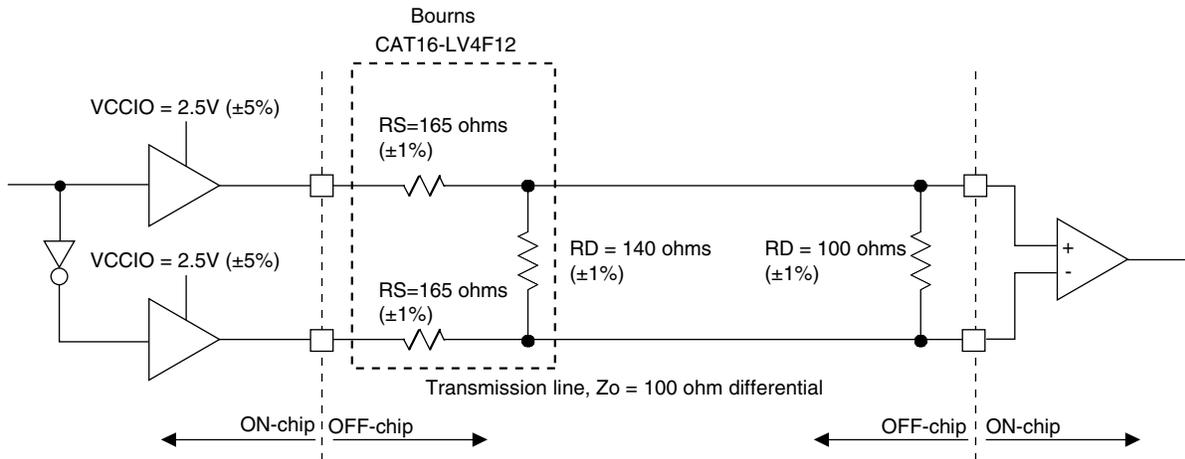 Bourns
CAT16-LV4F12
VCCIO = 2.5V (±5%)
RS=165 ohms
(±1%)
VCCIO = 2.5V (±5%)
RD = 140 ohms
(±1%)
RD = 100 ohms
(±1%)
+
-
RS=165 ohms
(±1%)
Transmission line, Zo = 100 ohm differential
ON-chip
OFF-chip
OFF-chip
ON-chip